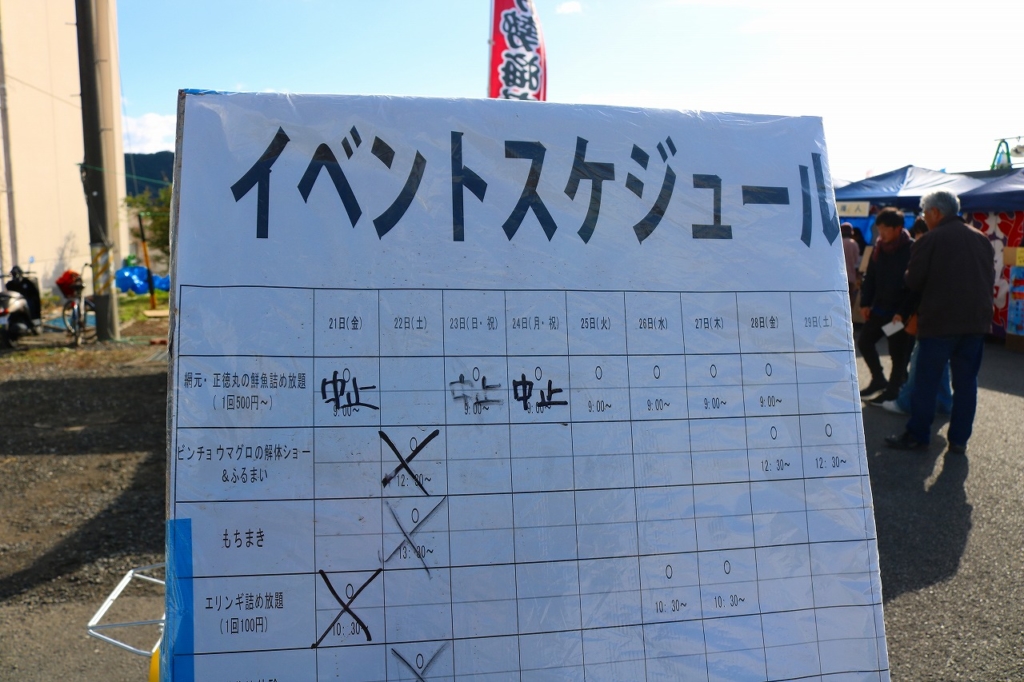 勢海
イベントスケジュール
21日(金) 22日(土) 23日(日・祝) 24日(月・祝) 25日(火) 26日(水) 27日(木) 28日(金) 29日(土)
網元・正徳丸の鮮魚詰め放題
(1回500円~)
○ ○ ○ ○ ○ ○ ○
中止 中止 中止
9:00~ 9:00~ 9:00~ 9:00~ 9:00~ 9:00~ 9:00~
ビンチョウマグロの解体ショー
&ふるまい
○ ○ ○
12:30~ 12:30~ 12:30~
もちまき
○
13:30~
エリンギ詰め放題
(1回100円)
○ ○ ○
10:30 10:30~ 10:30~